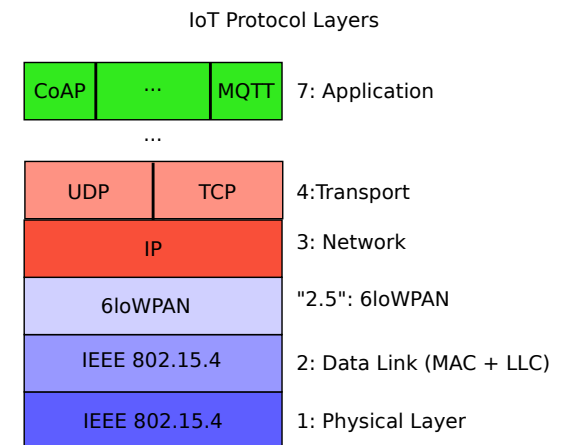 IoT Protocol Layers
CoAP ... MQTT 7: Application
...
UDP TCP 4:Transport
IP 3: Network
6loWPAN "2.5": 6loWPAN
IEEE 802.15.4 2: Data Link (MAC + LLC)
IEEE 802.15.4 1: Physical Layer